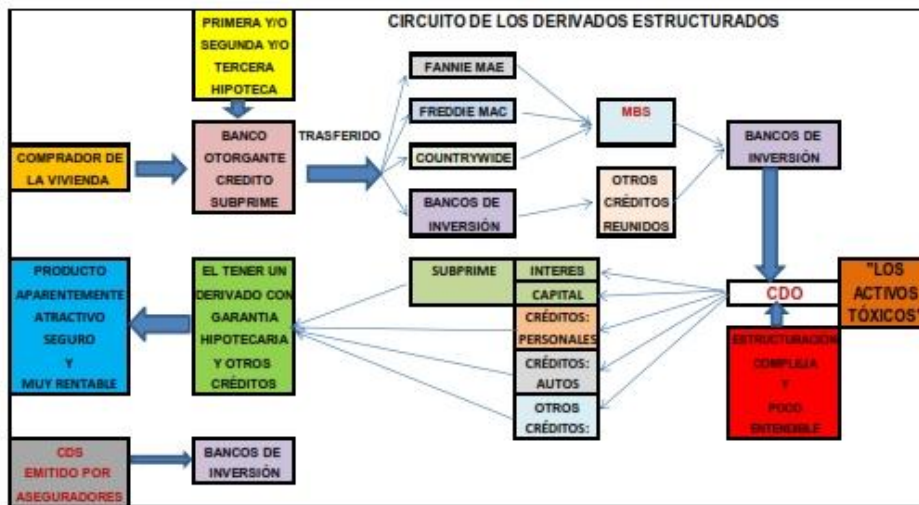 CIRCUITO DE LOS DERIVADOS ESTRUCTURADOS
PRIMERA Y/O
SEGUNDA Y/O
TERCERA
HIPOTECA
COMPRADOR DE
LA VIVIENDA
BANCO
OTORGANTE
CREDITO
SUBPRIME
TRASFERIDO
FANNIE MAE
FREDDIE MAC
COUNTRYWIDE
BANCOS DE
INVERSIÓN
MBS
OTROS
CRÉDITOS
REUNIDOS
BANCOS DE
INVERSIÓN
PRODUCTO
APARENTEMENTE
ATRACTIVO
SEGURO
Y
MUY RENTABLE
EL TENER UN
DERIVADO CON
GARANTIA
HIPOTECARIA
Y OTROS
CRÉDITOS
SUBPRIME
INTERES
CAPITAL
CRÉDITOS:
PERSONALES
CRÉDITOS:
AUTOS
OTROS
CRÉDITOS:
CDO
"LOS
ACTIVOS
TÓXICOS"
ESTRUCTURACIÓN
COMPLEJA
Y
POCO
ENTENDIBLE
CDS
EMITIDO POR
ASEGURADORES
BANCOS DE
INVERSIÓN